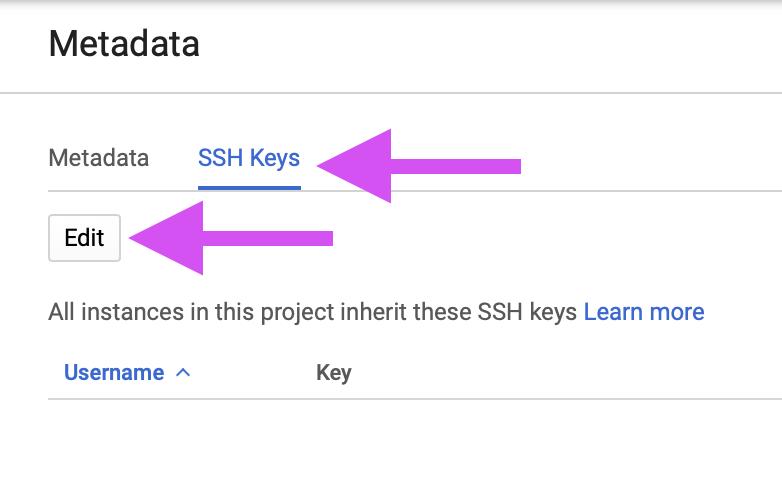 Metadata
Metadata SSH Keys
Edit
All instances in this project inherit these SSH keys Learn more
Username Key